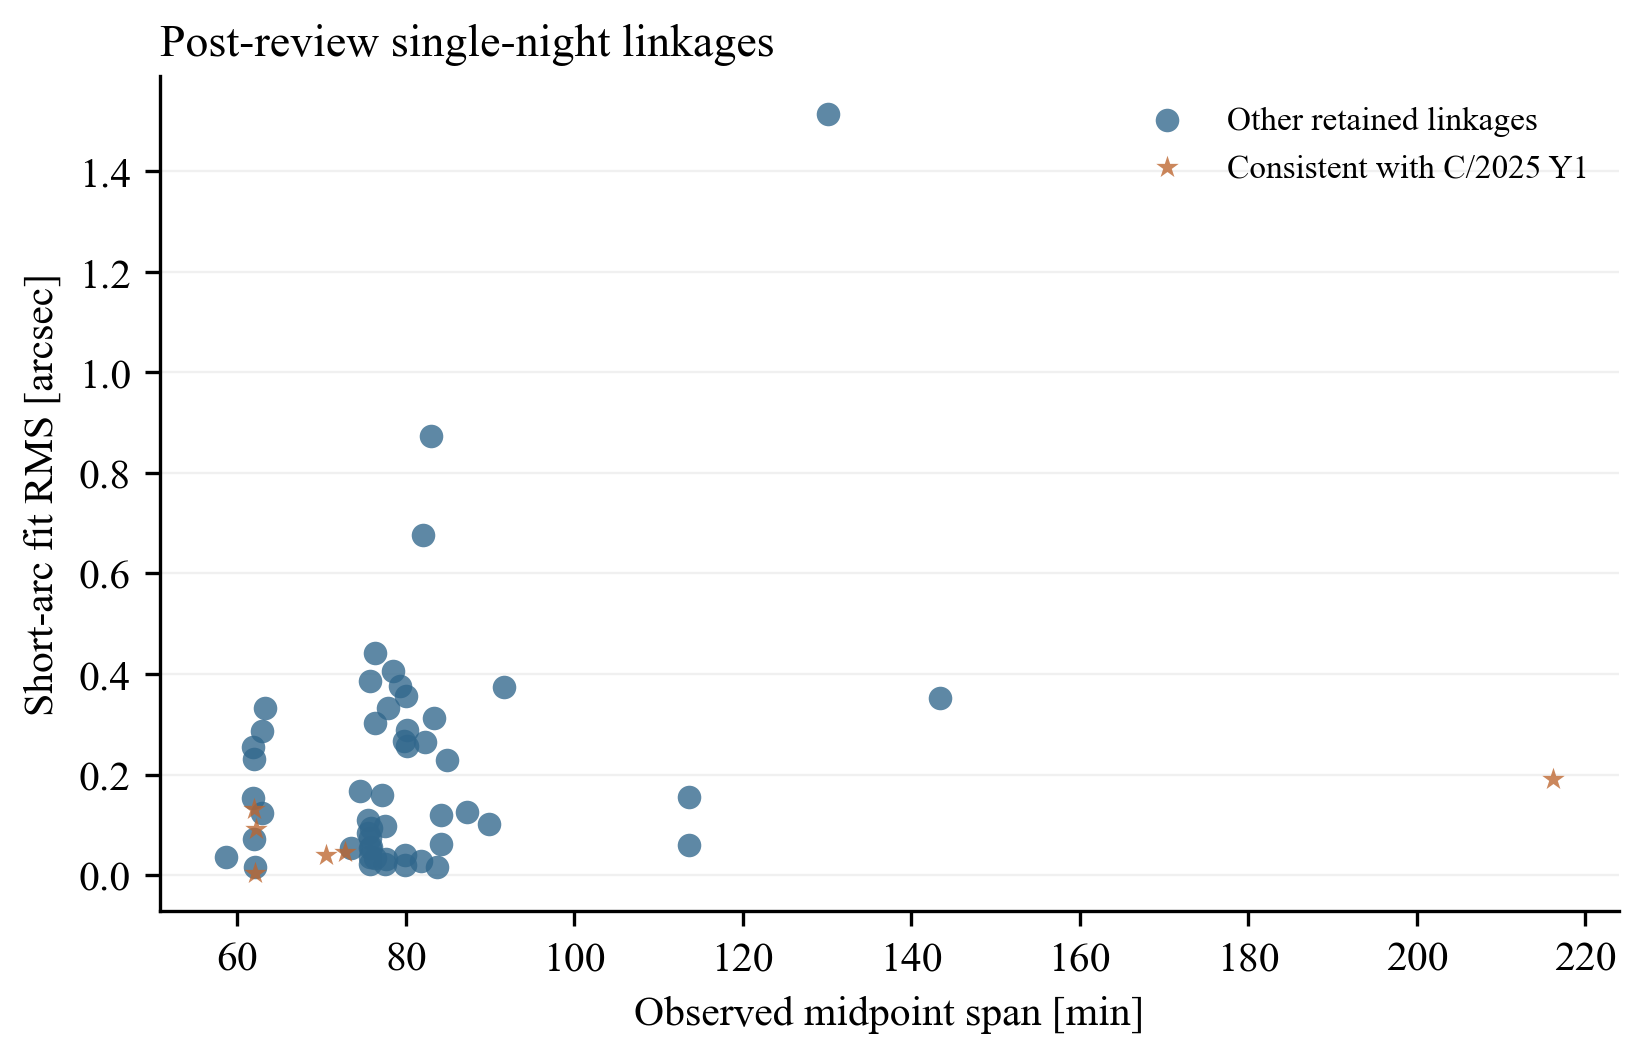 Post-review single-night linkages
Other retained linkages
Consistent with C/2025 Y1
Short-arc fit RMS [arcsec]
1.4
1.2
1.0
0.8
0.6
0.4
0.2
0.0
60 80 100 120 140 160 180 200 220
Observed midpoint span [min]